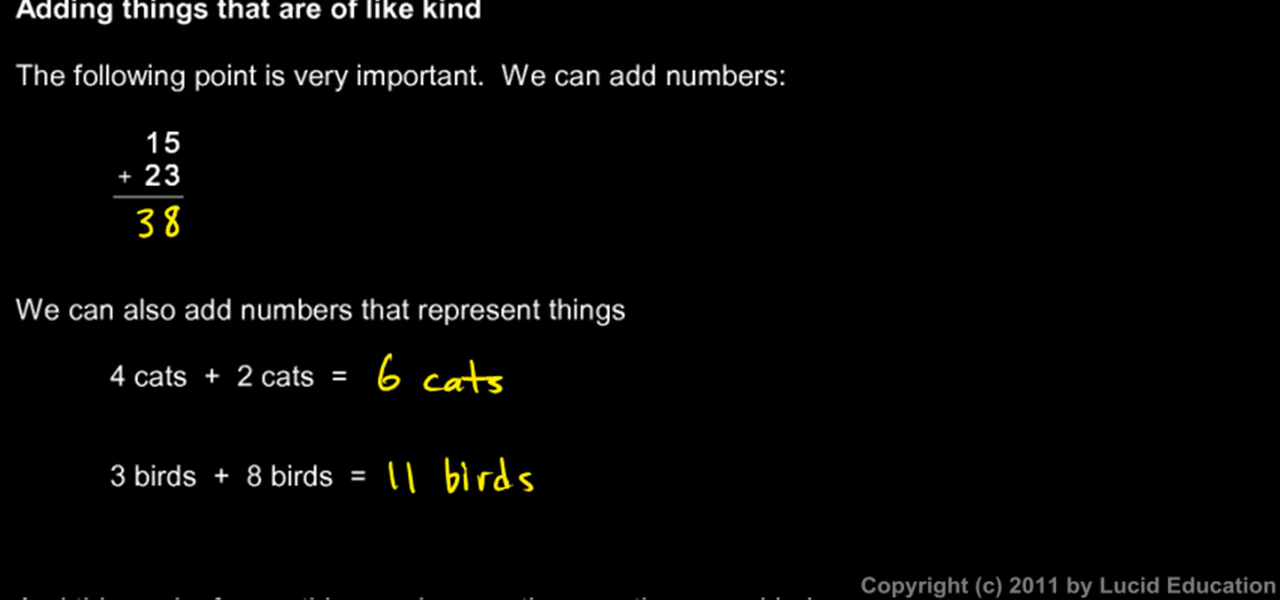 Adding things that are of like kind
The following point is very important. We can add numbers:
15
+ 23
38
We can also add numbers that represent things
4 cats + 2 cats = 6 cats
3 birds + 8 birds = 11 birds
Copyright (c) 2011 by Lucid Education